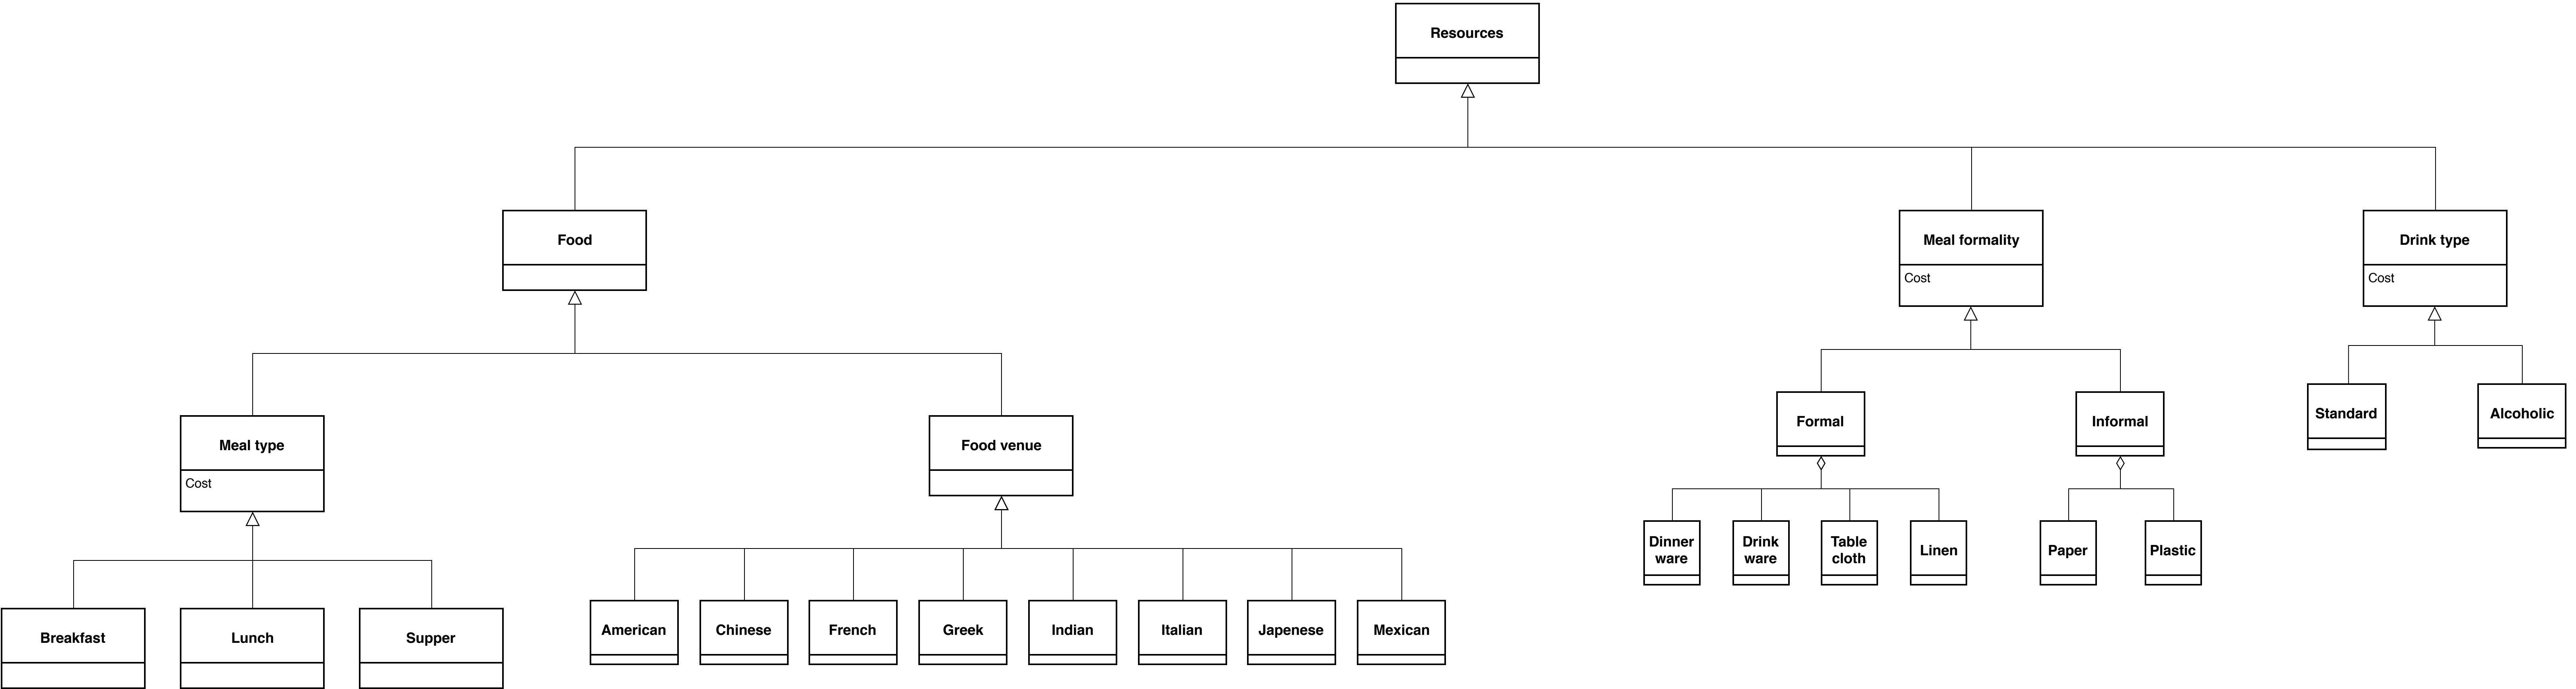 Resources
Food
Meal formality
Cost
Drink type
Cost
Meal type
Cost
Food venue
Formal
Informal
Standard
Alcoholic
Dinner
ware
Drink
ware
Table
cloth
Linen
Paper
Plastic
Breakfast
Lunch
Supper
American
Chinese
French
Greek
Indian
Italian
Japenese
Mexican